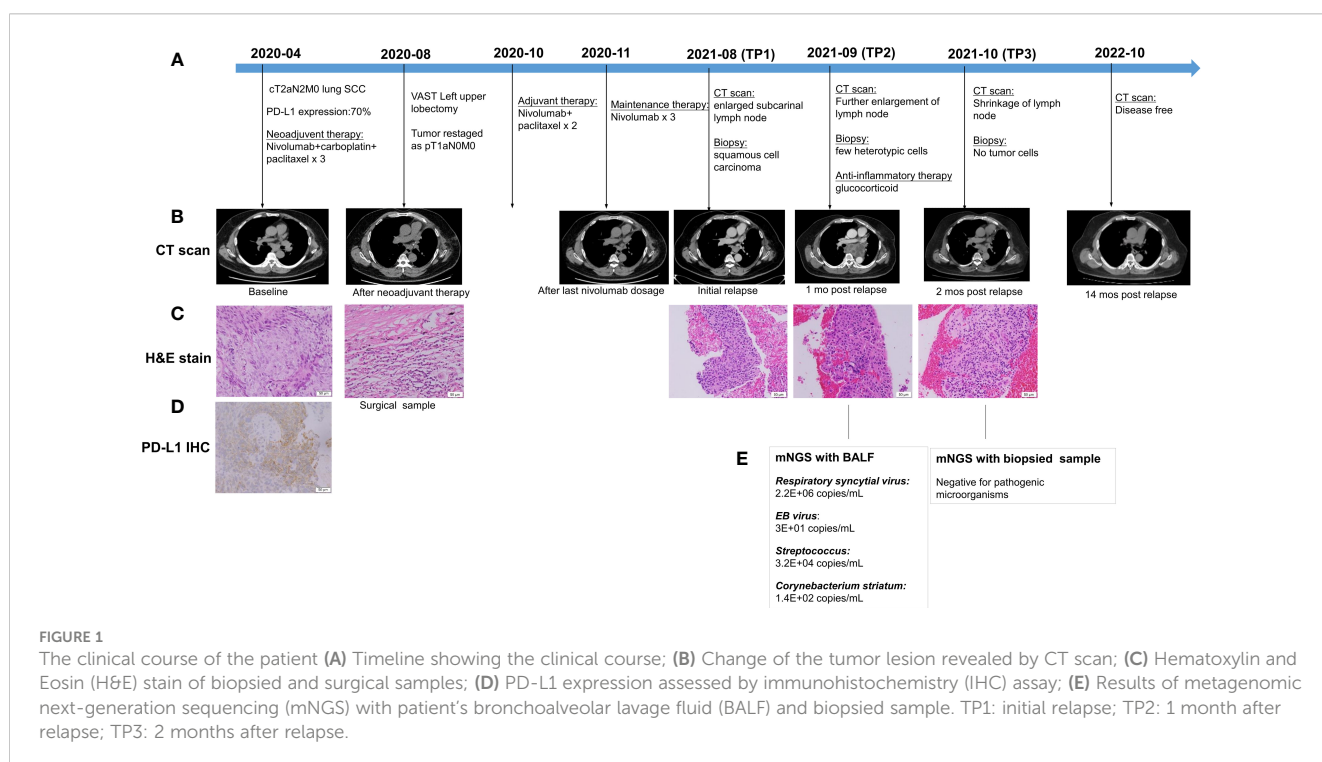 A
2020-04
2020-08
2020-10
2020-11
2021-08 (TP1)
2021-09 (TP2)
2021-10 (TP3)
2022-10
cT2aN2M0 lung SCC
PD-L1 expression:70%
Neoadjuvent therapy:
Nivolumab+carboplatin+
paclitaxel x 3
VAST Left upper
lobectomy
Tumor restaged
as pT1aN0M0
Adjuvant therapy:
Nivolumab+
paclitaxel x 2
Maintenance therapy:
Nivolumab x 3
CT scan:
enlarged subcarinal
lymph node
Biopsy:
squamous cell
carcinoma
CT scan:
Further enlargement of
lymph node
Biopsy:
few heterotypic cells
Anti-inflammatory therapy
glucocorticoid
CT scan:
Shrinkage of lymph
node
Biopsy:
No tumor cells
CT scan:
Disease free
B
CT scan
Baseline
After neoadjuvant therapy
After last nivolumab dosage
Initial relapse
1 mo post relapse
2 mos post relapse
14 mos post relapse
C
H&E stain
Surgical sample
D
PD-L1 IHC
E
mNGS with BALF
Respiratory syncytial virus:
2.2E+06 copies/mL
EB virus:
3E+01 copies/mL
Streptococcus:
3.2E+04 copies/mL
Corynebacterium striatum:
1.4E+02 copies/mL
mNGS with biopsied sample
Negative for pathogenic
microorganisms
FIGURE 1
The clinical course of the patient (A) Timeline showing the clinical course; (B) Change of the tumor lesion revealed by CT scan; (C) Hematoxylin and
Eosin (H&E) stain of biopsied and surgical samples; (D) PD-L1 expression assessed by immunohistochemistry (IHC) assay; (E) Results of metagenomic
next-generation sequencing (mNGS) with patient's bronchoalveolar lavage fluid (BALF) and biopsied sample. TP1: initial relapse; TP2: 1 month after
relapse; TP3: 2 months after relapse.